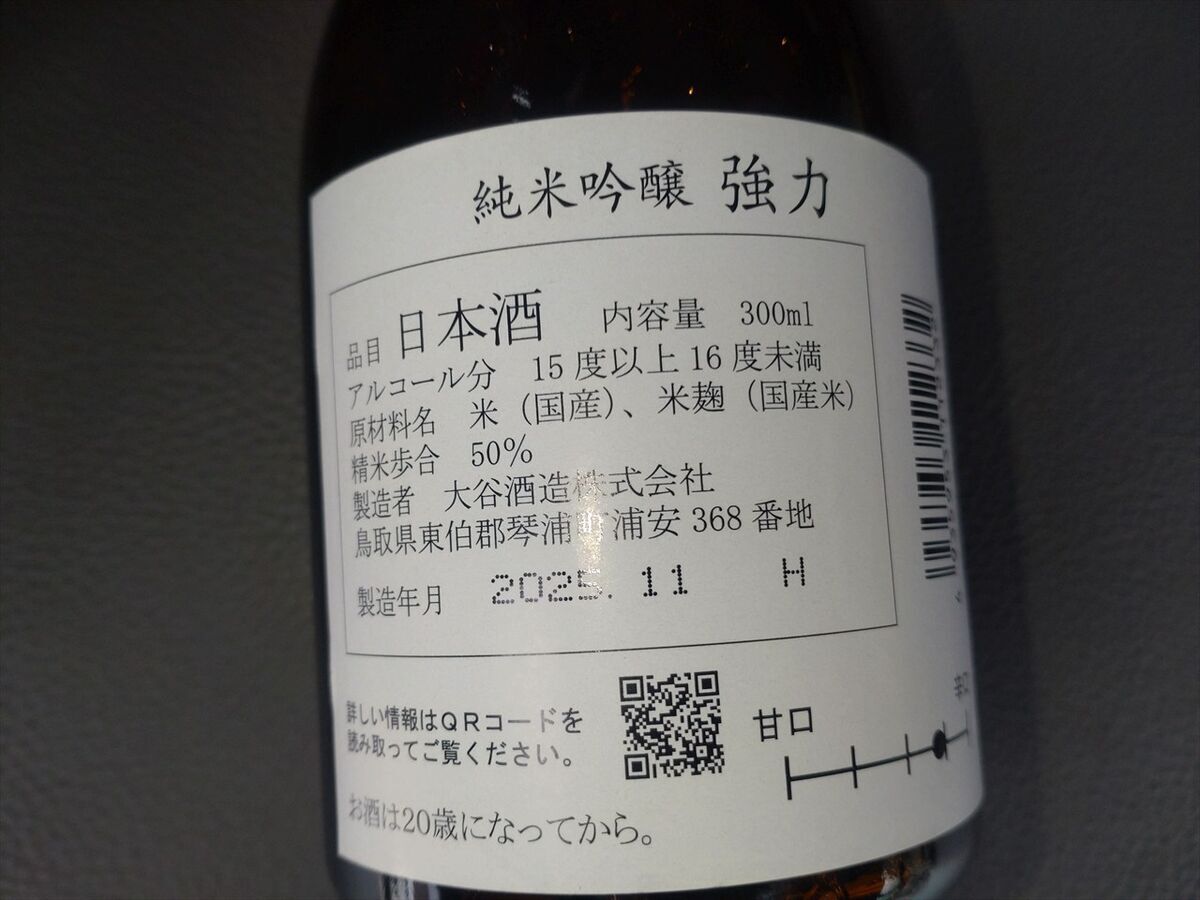 純米吟醸 強力
品目 日本酒 内容量 300ml
アルコール分 15度以上16度未満
原材料名 米（国産）、米麹（国産米）
精米歩合 50%
製造者 大谷酒造株式会社
鳥取県東伯郡琴浦町浦安368番地
製造年月 2025. 11 H
詳しい情報はQRコードを
読み取ってご覧ください。
甘口 辛口
お酒は20歳になってから。